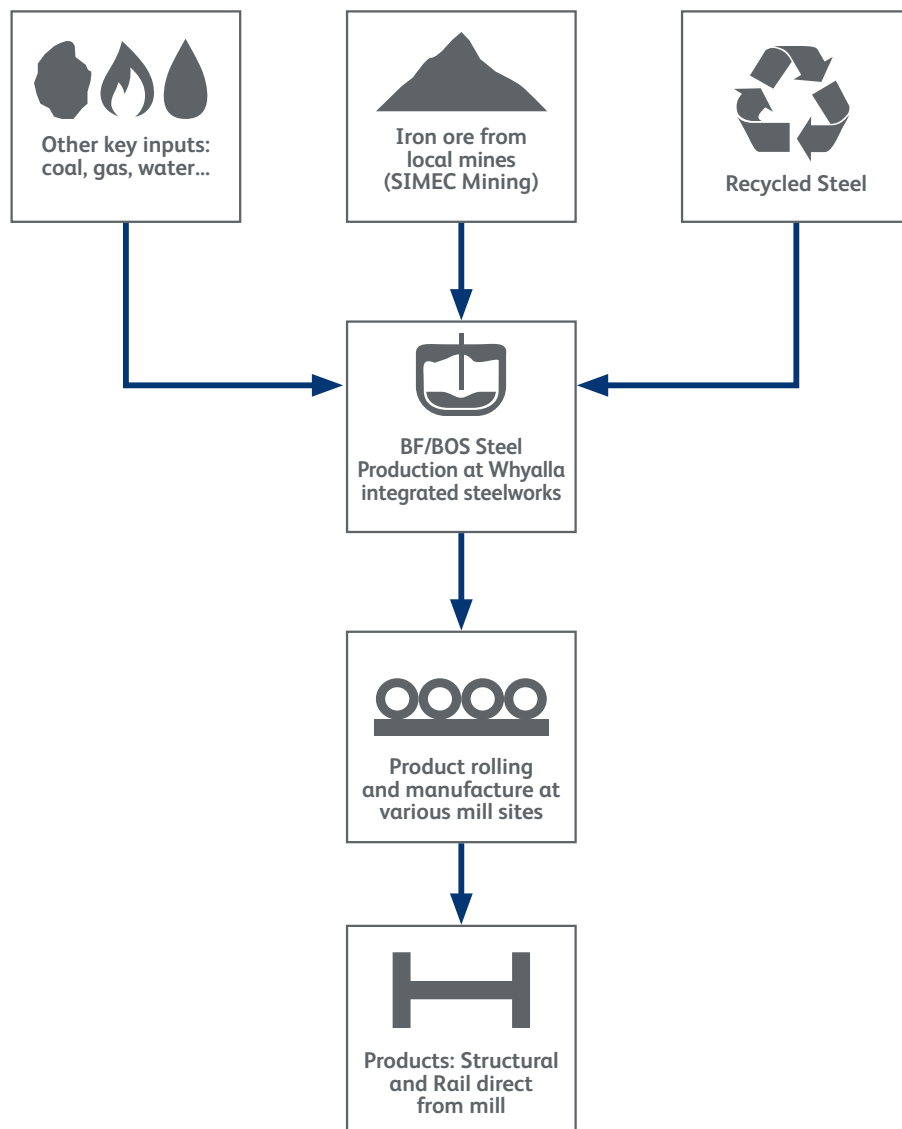 Other key inputs:
coal, gas, water...
Iron ore from
local mines
(SIMEC Mining)
Recycled Steel
BF/BOS Steel
Production at Whyalla
integrated steelworks
Product rolling
and manufacture at
various mill sites
Products: Structural
and Rail direct
from mill